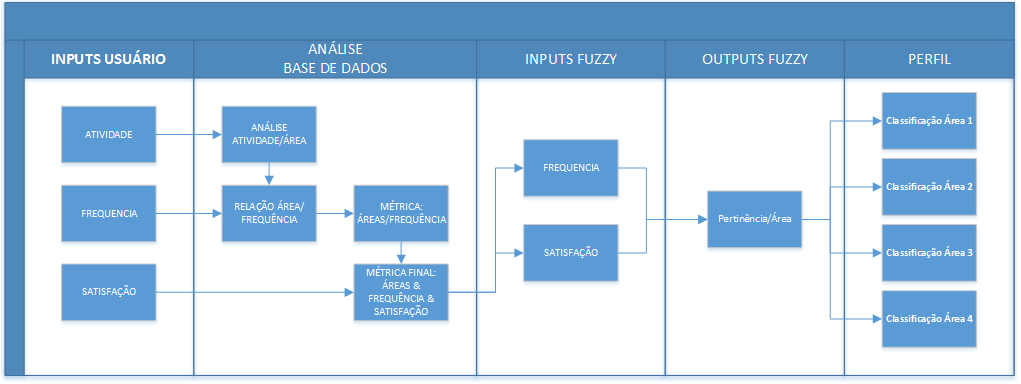 INPUTS USUÁRIO
ANÁLISE
BASE DE DADOS
INPUTS FUZZY
OUTPUTS FUZZY
PERFIL
ATIVIDADE
FREQUENCIA
SATISFAÇÃO
ANÁLISE
ATIVIDADE/ÁREA
RELAÇÃO ÁREA/
FREQUÊNCIA
MÉTRICA:
ÁREAS/FREQUÊNCIA
MÉTRICA FINAL:
ÁREAS &
FREQUÊNCIA &
SATISFAÇÃO
FREQUENCIA
SATISFAÇÃO
Pertinência/Área
Classificação Área 1
Classificação Área 2
Classificação Área 3
Classificação Área 4